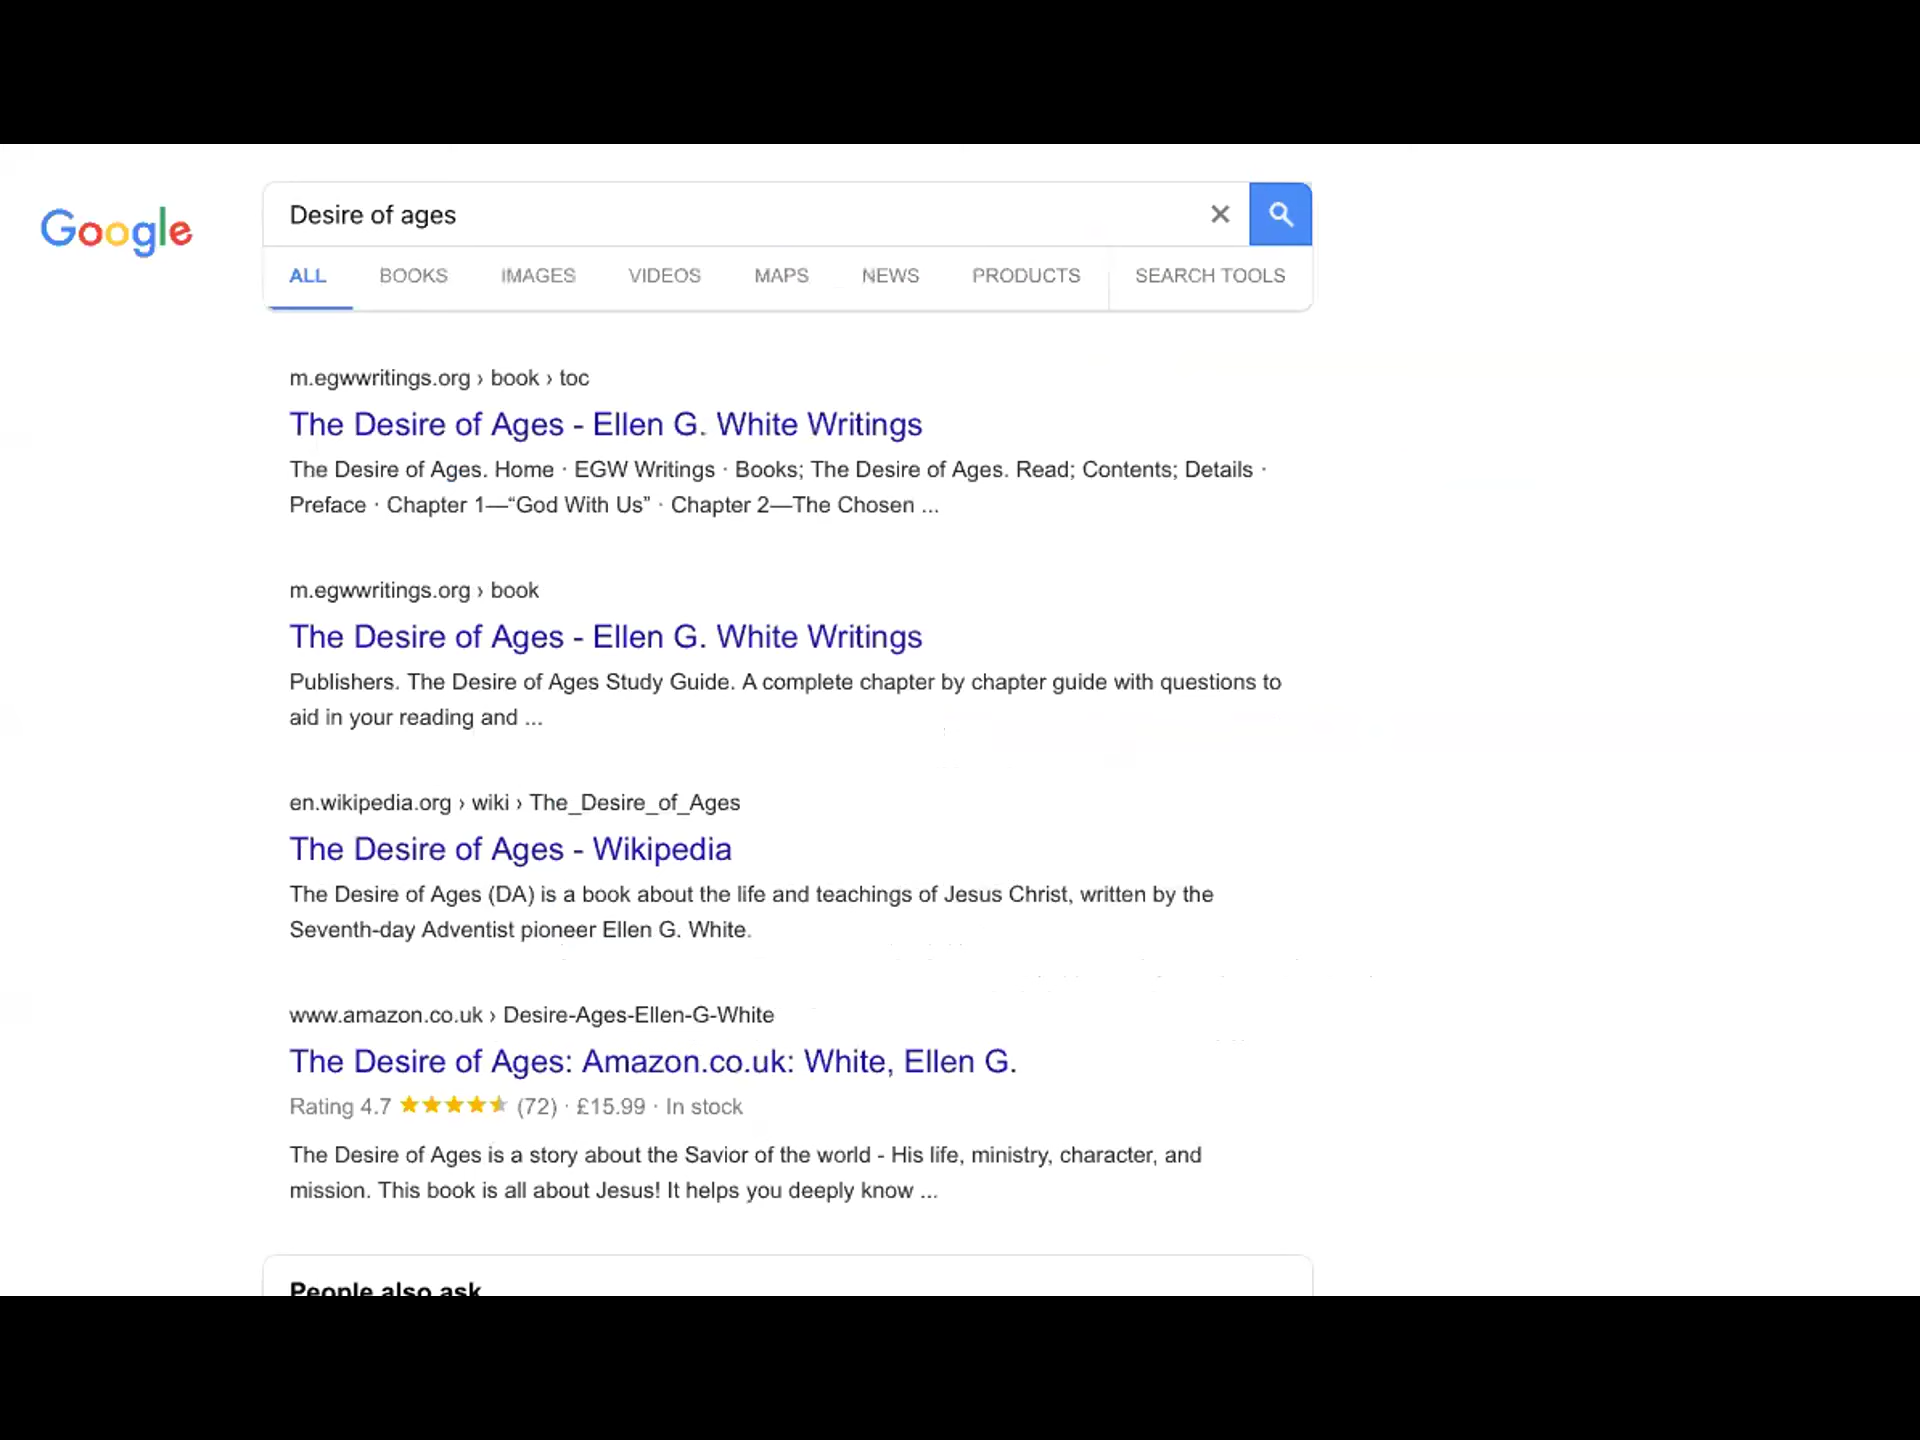 Google
Desire of ages
ALL BOOKS IMAGES VIDEOS MAPS NEWS PRODUCTS SEARCH TOOLS
m.egwwritings.org › book › toc
The Desire of Ages - Ellen G. White Writings
The Desire of Ages. Home · EGW Writings · Books; The Desire of Ages. Read; Contents; Details ·
Preface · Chapter 1—“God With Us” · Chapter 2—The Chosen ...
m.egwwritings.org › book
The Desire of Ages - Ellen G. White Writings
Publishers. The Desire of Ages Study Guide. A complete chapter by chapter guide with questions to
aid in your reading and ...
en.wikipedia.org › wiki › The_Desire_of_Ages
The Desire of Ages - Wikipedia
The Desire of Ages (DA) is a book about the life and teachings of Jesus Christ, written by the
Seventh-day Adventist pioneer Ellen G. White.
www.amazon.co.uk › Desire-Ages-Ellen-G-White
The Desire of Ages: Amazon.co.uk: White, Ellen G.
Rating 4.7 (72) · £15.99 · In stock
The Desire of Ages is a story about the Savior of the world - His life, ministry, character, and
mission. This book is all about Jesus! It helps you deeply know ...
People also ask